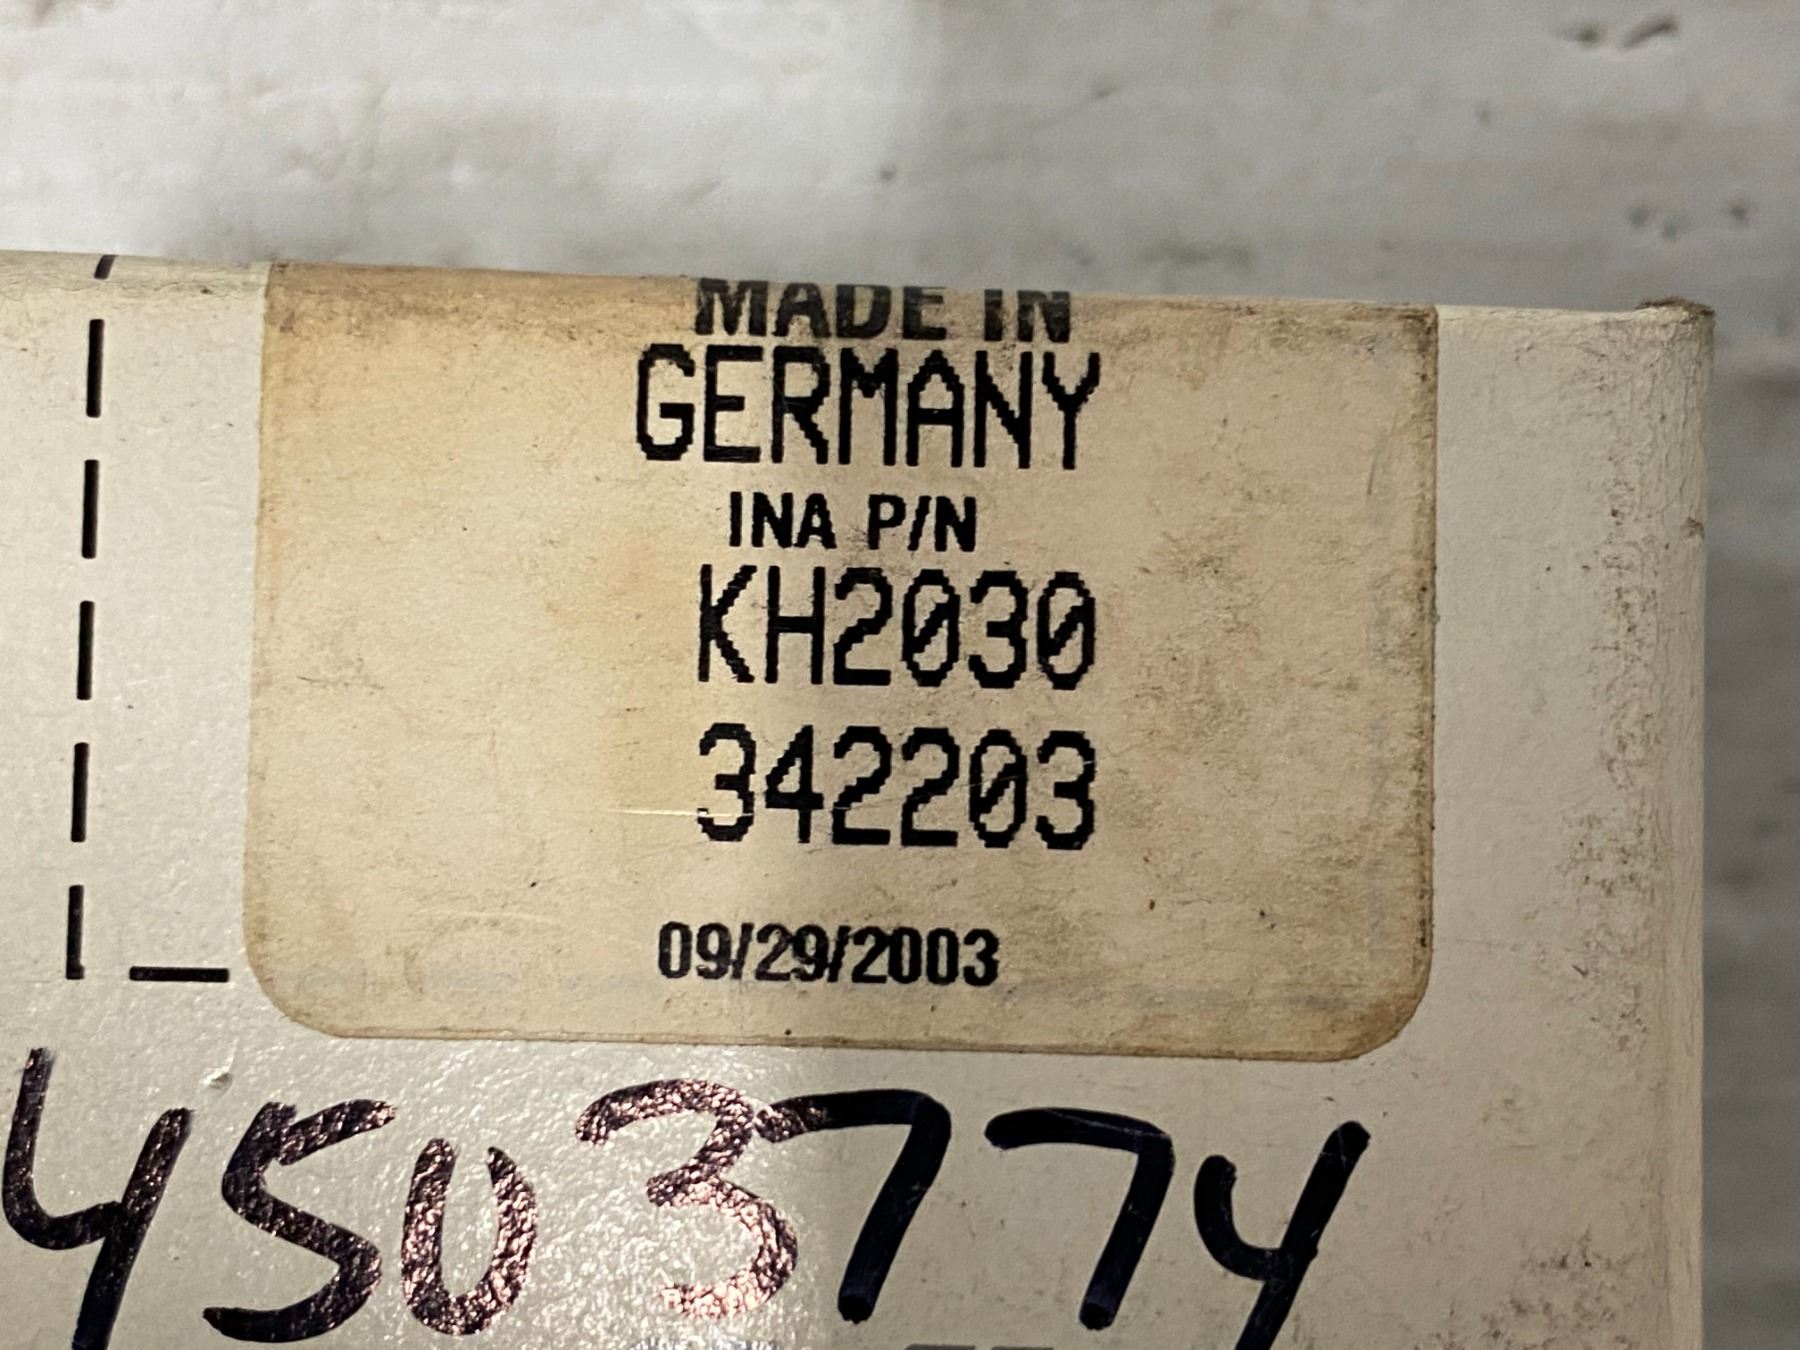 MADE IN
GERMANY
INA P/N
KH2030
342203
09/29/2003
4503774